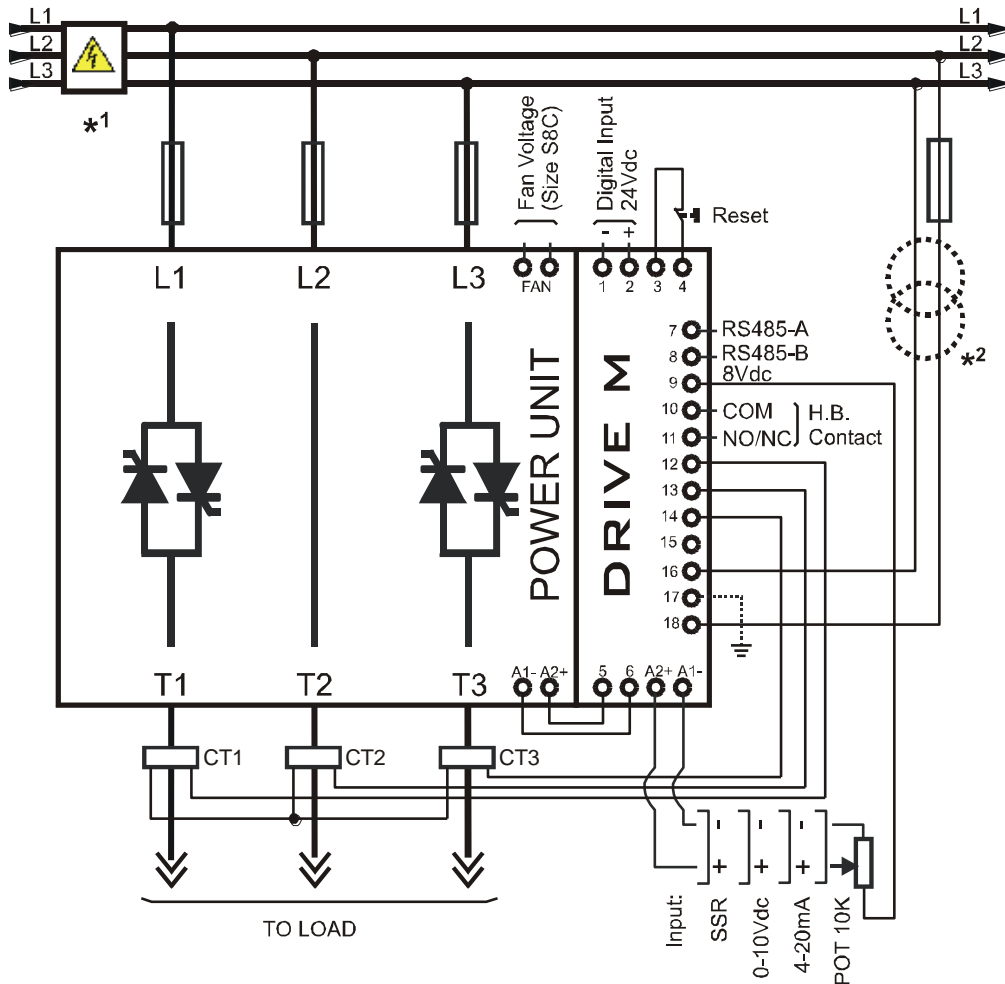 L1 L1
L2 L2
L3 L3
*1
Fan Voltage
(Size S8C)
Digital Input
24Vdc
- +
Reset
L1 L2 L3
FAN
1 2 3 4
*2
7 RS485-A
8 RS485-B
9 8Vdc
10 COM
11 NO/NC
H.B.
Contact
12
13
14
15
16
17
18
POWER UNIT
DRIVE M
T1 T2 T3
A1- A2+ 5 6 A2+ A1-
CT1 CT2 CT3
- - -
+ + +
Input:
SSR
0-10Vdc
4-20mA
POT 10K
TO LOAD